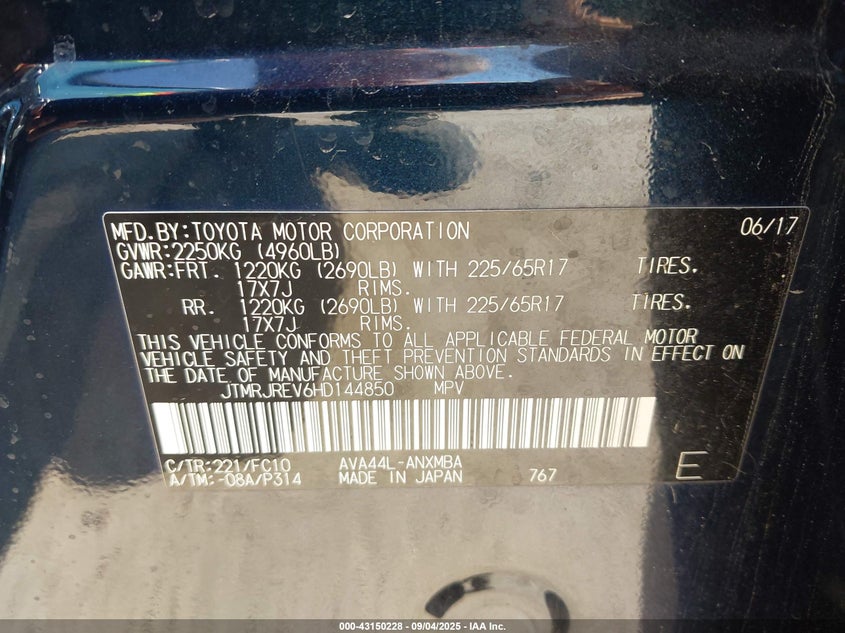 MFD.BY:TOYOTA MOTOR CORPORATION 06/17
GVWR:2250KG (4960LB)
GAWR:FRT. 1220KG (2690LB) WITH 225/65R17 TIRES.
17X7J RIMS.
RR. 1220KG (2690LB) WITH 225/65R17 TIRES.
17X7J RIMS.
THIS VEHICLE CONFORMS TO ALL APPLICABLE FEDERAL MOTOR
VEHICLE SAFETY AND THEFT PREVENTION STANDARDS IN EFFECT ON
THE DATE OF MANUFACTURE SHOWN ABOVE.
JTMRJREV6HD144850 MPV
C/TR:221/FC10 AVA44L-ANXMBA E
A/TM:-08A/P314 MADE IN JAPAN 767
000-43150228 - 09/04/2025 - IAA Inc.